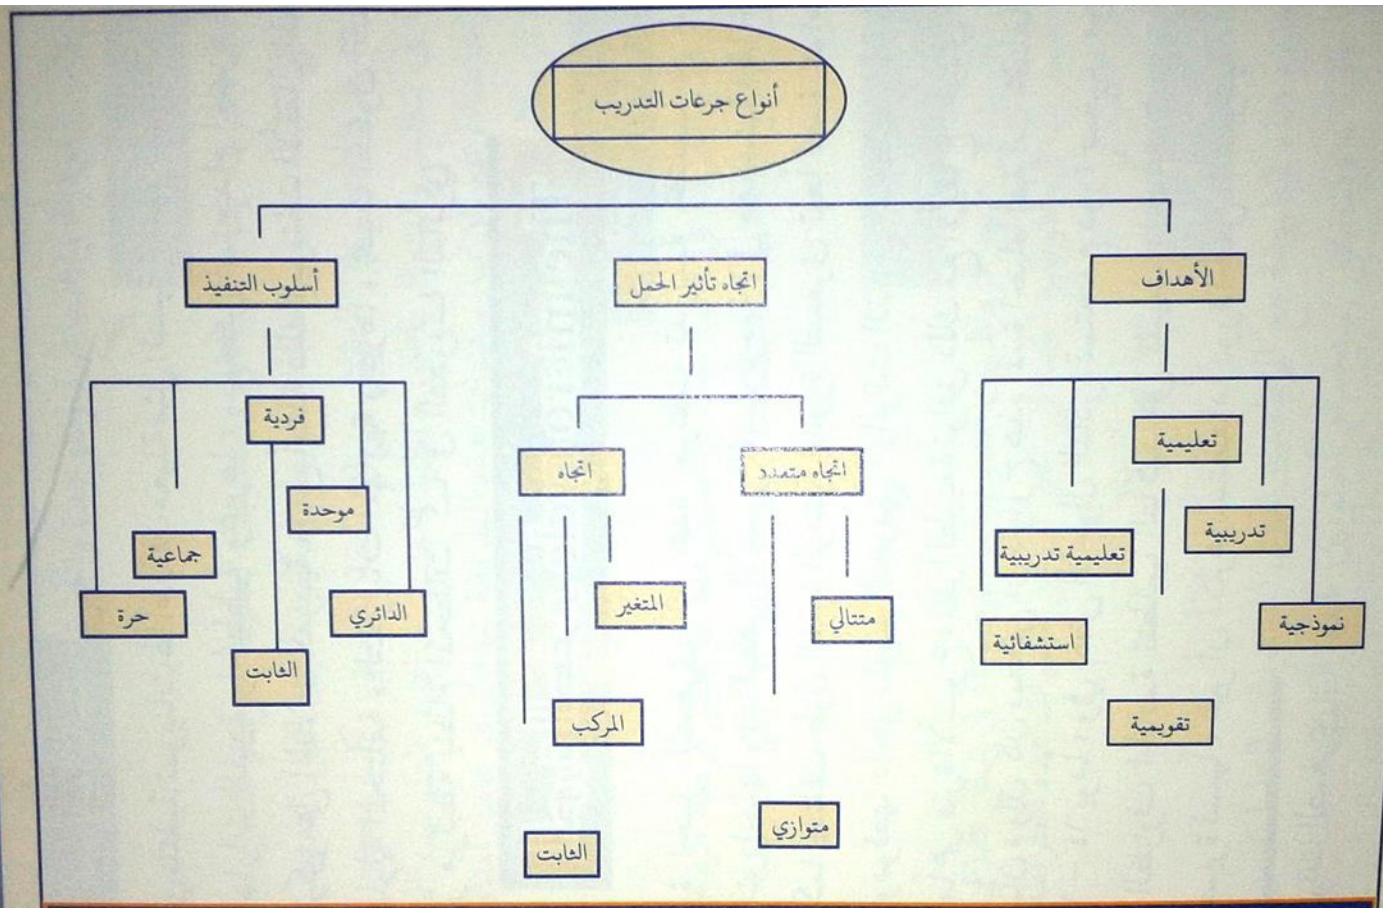 أنواع جرعات التدريب
الأهداف
اتجاه تأثير الحمل
أسلوب التنفيذ
تعليمية
تدريبية
تعليمية تدريبية
نموذجية
استشفائية
تقويمية
اتجاه متعدد
اتجاه
متتالي
المتغير
المركب
متوازي
الثابت
فردية
موحدة
جماعية
الدائري
حرة
الثابت